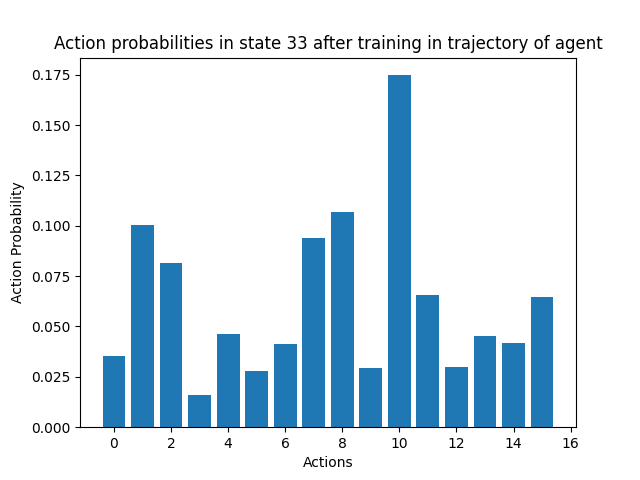 Action probabilities in state 33 after training in trajectory of agent
0.175
0.150
0.125
0.100
0.075
0.050
0.025
0.000
Action Probability
0 2 4 6 8 10 12 14 16
Actions